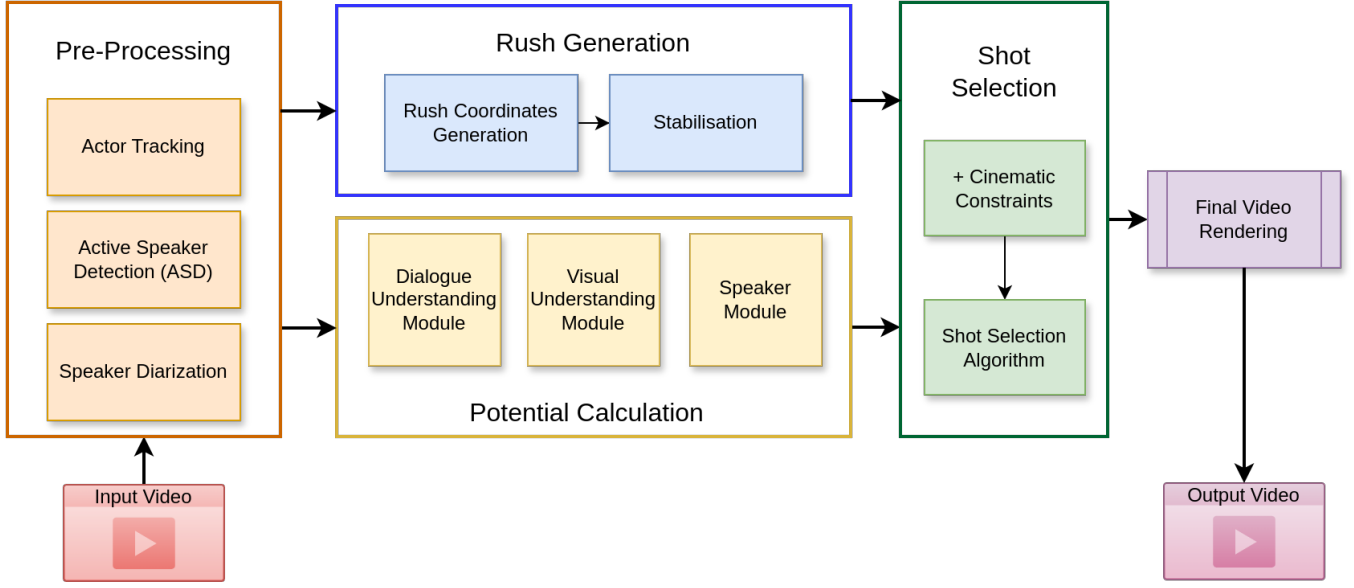 Pre-Processing
Actor Tracking
Active Speaker
Detection (ASD)
Speaker Diarization
Input Video
Rush Generation
Rush Coordinates
Generation
Stabilisation
Dialogue
Understanding
Module
Visual
Understanding
Module
Speaker
Module
Potential Calculation
Shot
Selection
+ Cinematic
Constraints
Shot Selection
Algorithm
Final Video
Rendering
Output Video